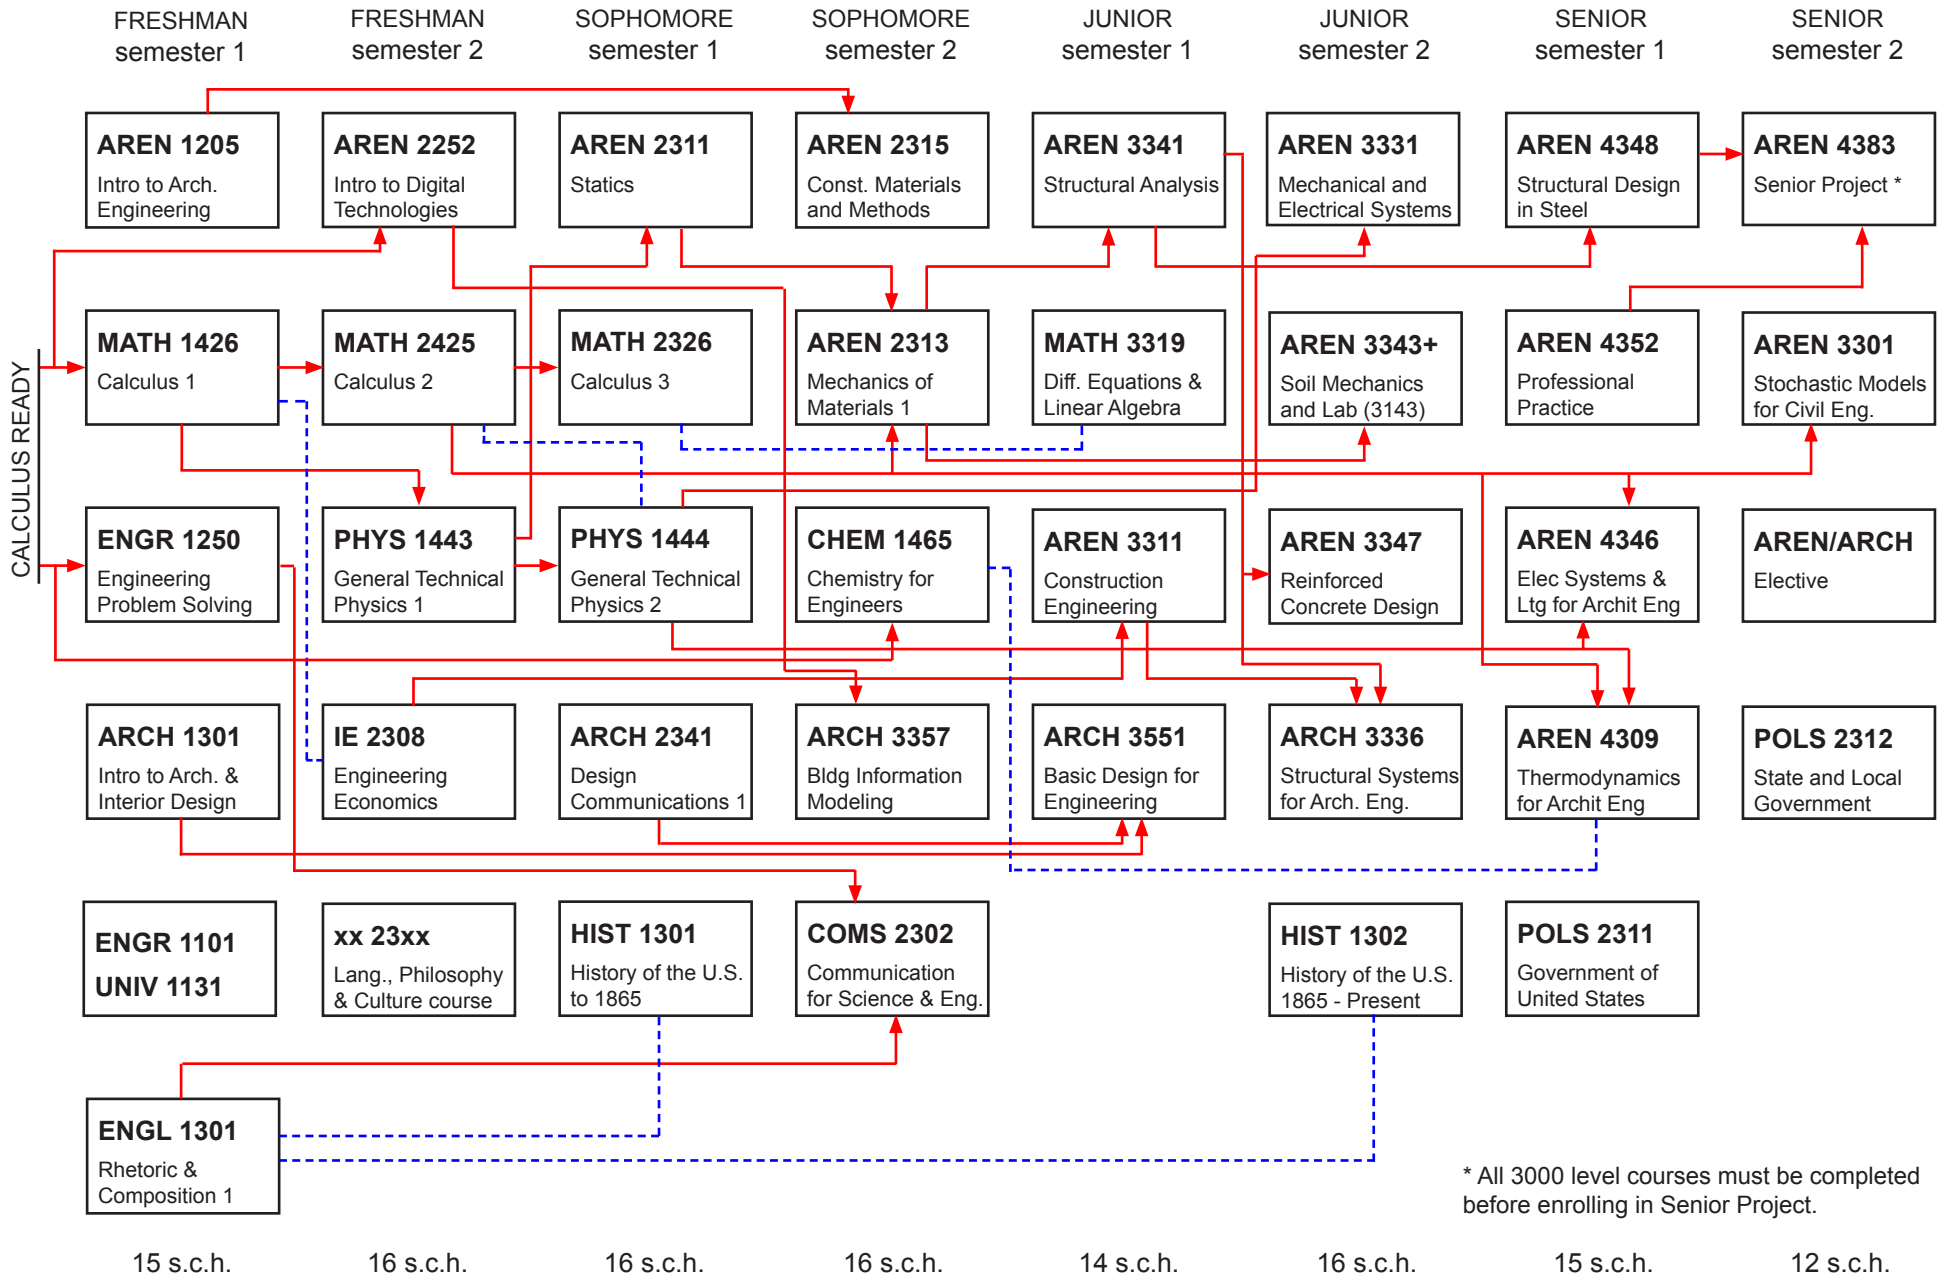 FRESHMAN
semester 1
FRESHMAN
semester 2
SOPHOMORE
semester 1
SOPHOMORE
semester 2
JUNIOR
semester 1
JUNIOR
semester 2
SENIOR
semester 1
SENIOR
semester 2
AREN 1205
Intro to Arch.
Engineering
AREN 2252
Intro to Digital
Technologies
AREN 2311
Statics
AREN 2315
Const. Materials
and Methods
AREN 3341
Structural Analysis
AREN 3331
Mechanical and
Electrical Systems
AREN 4348
Structural Design
in Steel
AREN 4383
Senior Project *
CALCULUS READY
MATH 1426
Calculus 1
MATH 2425
Calculus 2
MATH 2326
Calculus 3
AREN 2313
Mechanics of
Materials 1
MATH 3319
Diff. Equations &
Linear Algebra
AREN 3343+
Soil Mechanics
and Lab (3143)
AREN 4352
Professional
Practice
AREN 3301
Stochastic Models
for Civil Eng.
ENGR 1250
Engineering
Problem Solving
PHYS 1443
General Technical
Physics 1
PHYS 1444
General Technical
Physics 2
CHEM 1465
Chemistry for
Engineers
AREN 3311
Construction
Engineering
AREN 3347
Reinforced
Concrete Design
AREN 4346
Elec Systems &
Ltg for Archit Eng
AREN/ARCH
Elective
ARCH 1301
Intro to Arch. &
Interior Design
IE 2308
Engineering
Economics
ARCH 2341
Design
Communications 1
ARCH 3357
Bldg Information
Modeling
ARCH 3551
Basic Design for
Engineering
ARCH 3336
Structural Systems
for Arch. Eng.
AREN 4309
Thermodynamics
for Archit Eng
POLS 2312
State and Local
Government
ENGR 1101
UNIV 1131
xx 23xx
Lang., Philosophy
& Culture course
HIST 1301
History of the U.S.
to 1865
COMS 2302
Communication
for Science & Eng.
HIST 1302
History of the U.S.
1865 - Present
POLS 2311
Government of
United States
ENGL 1301
Rhetoric &
Composition 1
* All 3000 level courses must be completed
before enrolling in Senior Project.
15 s.c.h.
16 s.c.h.
16 s.c.h.
16 s.c.h.
14 s.c.h.
16 s.c.h.
15 s.c.h.
12 s.c.h.